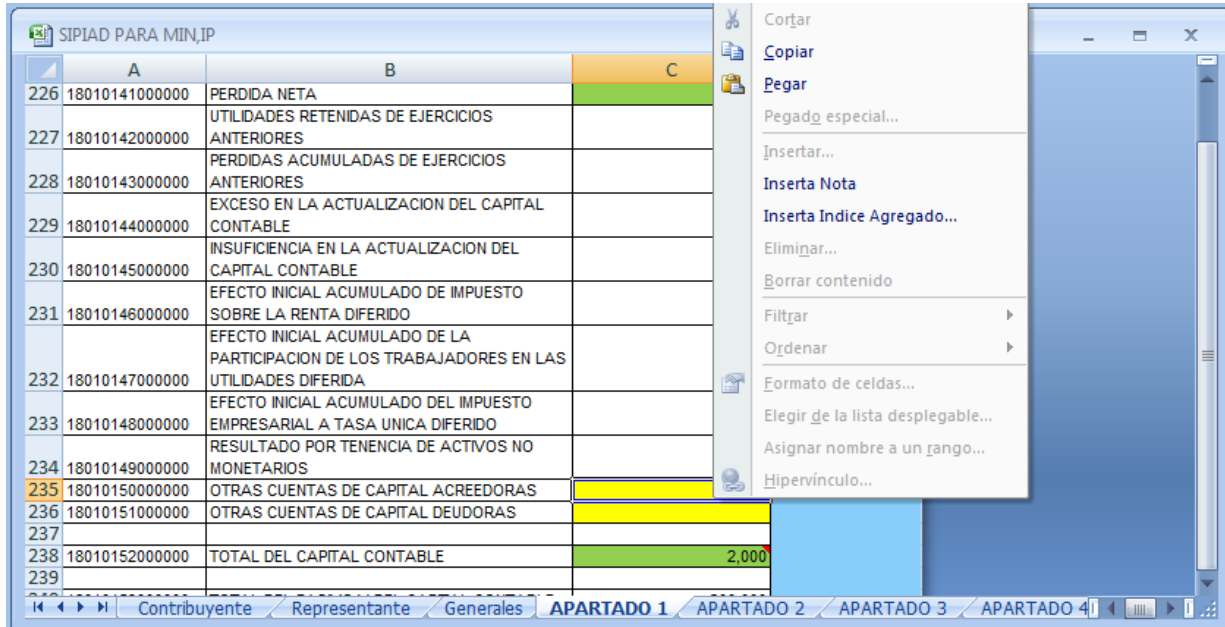 SIPIAD PARA MIN,IP
A B C
226 18010141000000 PERDIDA NETA
UTILIDADES RETENIDAS DE EJERCICIOS
227 18010142000000 ANTERIORES
PERDIDAS ACUMULADAS DE EJERCICIOS
228 18010143000000 ANTERIORES
EXCESO EN LA ACTUALIZACION DEL CAPITAL
229 18010144000000 CONTABLE
INSUFICIENCIA EN LA ACTUALIZACION DEL
230 18010145000000 CAPITAL CONTABLE
EFECTO INICIAL ACUMULADO DE IMPUESTO
231 18010146000000 SOBRE LA RENTA DIFERIDO
EFECTO INICIAL ACUMULADO DE LA
PARTICIPACION DE LOS TRABAJADORES EN LAS
232 18010147000000 UTILIDADES DIFERIDA
EFECTO INICIAL ACUMULADO DEL IMPUESTO
233 18010148000000 EMPRESARIAL A TASA UNICA DIFERIDO
RESULTADO POR TENENCIA DE ACTIVOS NO
234 18010149000000 MONETARIOS
235 18010150000000 OTRAS CUENTAS DE CAPITAL ACREEDORAS
236 18010151000000 OTRAS CUENTAS DE CAPITAL DEUDORAS
237
238 18010152000000 TOTAL DEL CAPITAL CONTABLE 2,000
239
Cortar
Copiar
Pegar
Pegado especial...
Insertar...
Inserta Nota
Inserta Indice Agregado...
Eliminar...
Borrar contenido
Filtrar
Ordenar
Formato de celdas...
Elegir de la lista desplegable...
Asignar nombre a un rango...
Hipervínculo...
Contribuyente Representante Generales APARTADO 1 APARTADO 2 APARTADO 3 APARTADO 4